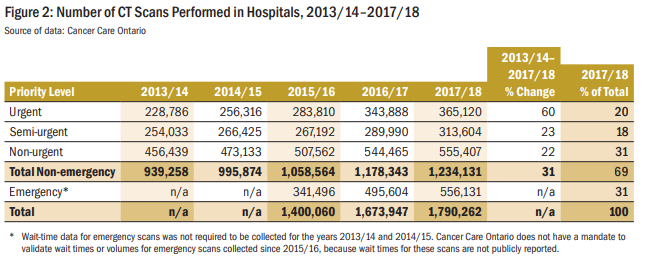 Figure 2: Number of CT Scans Performed in Hospitals, 2013/14–2017/18
Source of data: Cancer Care Ontario
2013/14–
2017/18 2017/18
Priority Level 2013/14 2014/15 2015/16 2016/17 2017/18 % Change % of Total
Urgent 228,786 256,316 283,810 343,888 365,120 60 20
Semi-urgent 254,033 266,425 267,192 289,990 313,604 23 18
Non-urgent 456,439 473,133 507,562 544,465 555,407 22 31
Total Non-emergency 939,258 995,874 1,058,564 1,178,343 1,234,131 31 69
Emergency* n/a n/a 341,496 495,604 556,131 n/a 31
Total n/a n/a 1,400,060 1,673,947 1,790,262 n/a 100
* Wait-time data for emergency scans was not required to be collected for the years 2013/14 and 2014/15. Cancer Care Ontario does not have a mandate to
validate wait times or volumes for emergency scans collected since 2015/16, because wait times for these scans are not publicly reported.